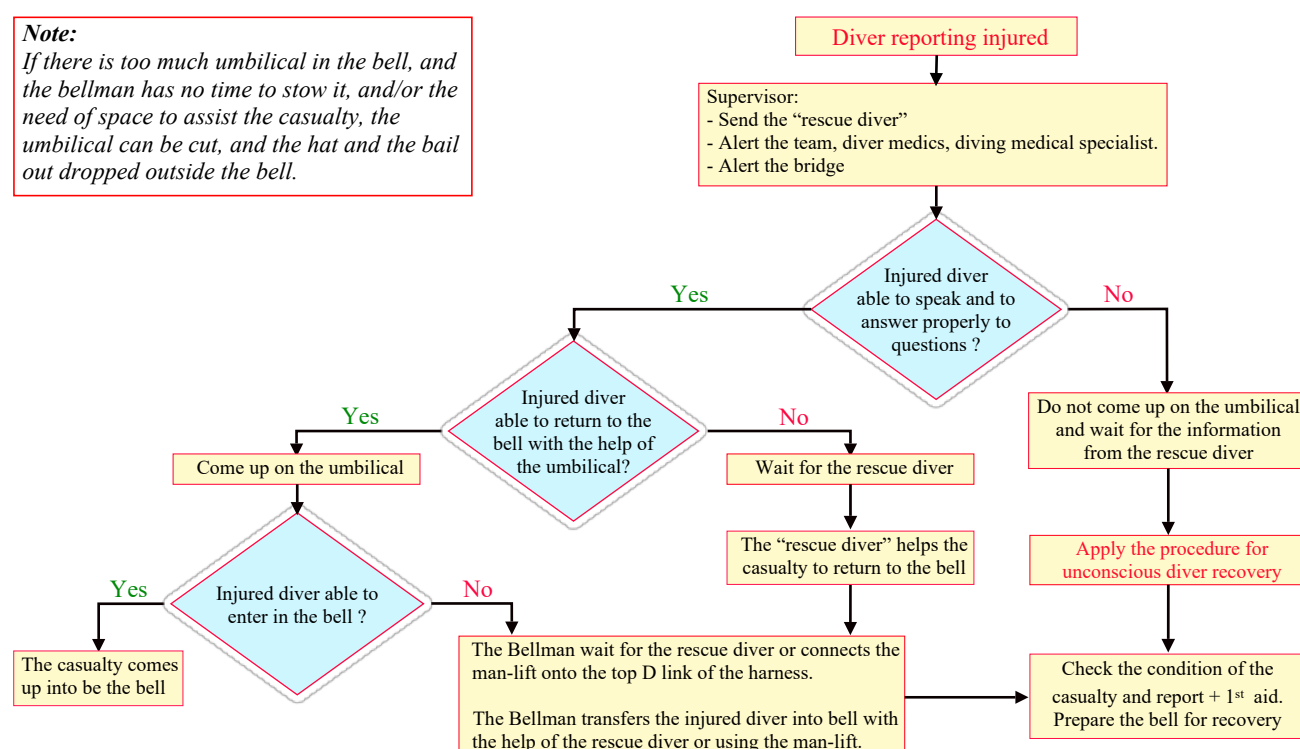 Note:
If there is too much umbilical in the bell, and
the bellman has no time to stow it, and/or the
need of space to assist the casualty, the
umbilical can be cut, and the hat and the bail
out dropped outside the bell.
Diver reporting injured
Supervisor:
- Send the “rescue diver”
- Alert the team, diver medics, diving medical specialist.
- Alert the bridge
Injured diver
able to speak and to
answer properly to
questions ?
Yes
No
Injured diver
able to return to the
bell with the help of
the umbilical?
Yes
No
Do not come up on the umbilical
and wait for the information
from the rescue diver
Come up on the umbilical
Wait for the rescue diver
The “rescue diver” helps the
casualty to return to the bell
Apply the procedure for
unconscious diver recovery
Injured diver able to
enter in the bell ?
Yes
No
The casualty comes
up into be the bell
The Bellman wait for the rescue diver or connects the
man-lift onto the top D link of the harness.
The Bellman transfers the injured diver into bell with
the help of the rescue diver or using the man-lift.
Check the condition of the
casualty and report + 1st aid.
Prepare the bell for recovery